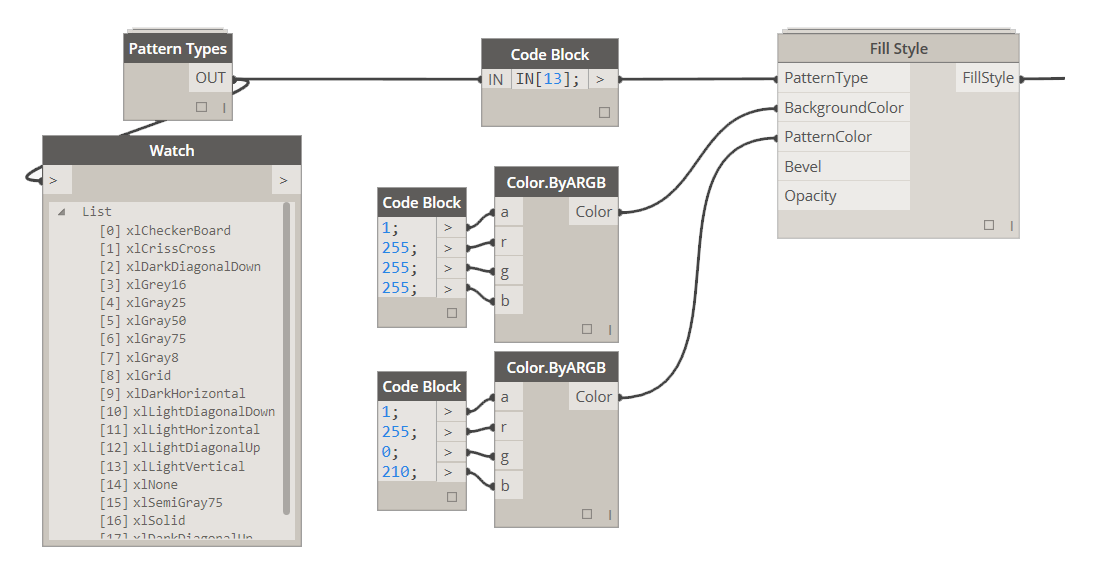 Pattern Types
OUT
Code Block
IN IN[13]; >
Fill Style
PatternType FillStyle
BackgroundColor
PatternColor
Bevel
Opacity
Watch
> >
List
[0] xlCheckerBoard
[1] xlCrissCross
[2] xlDarkDiagonalDown
[3] xlGrey16
[4] xlGray25
[5] xlGray50
[6] xlGray75
[7] xlGray8
[8] xlGrid
[9] xlDarkHorizontal
[10] xlLightDiagonalDown
[11] xlLightHorizontal
[12] xlLightDiagonalUp
[13] xlLightVertical
[14] xlNone
[15] xlSemiGray75
[16] xlSolid
[17] xlDarkDiagonalUp
Code Block
1; >
255; >
255; >
255; >
Color.ByARGB
a Color
r
g
b
Code Block
1; >
255; >
0; >
210; >
Color.ByARGB
a Color
r
g
b